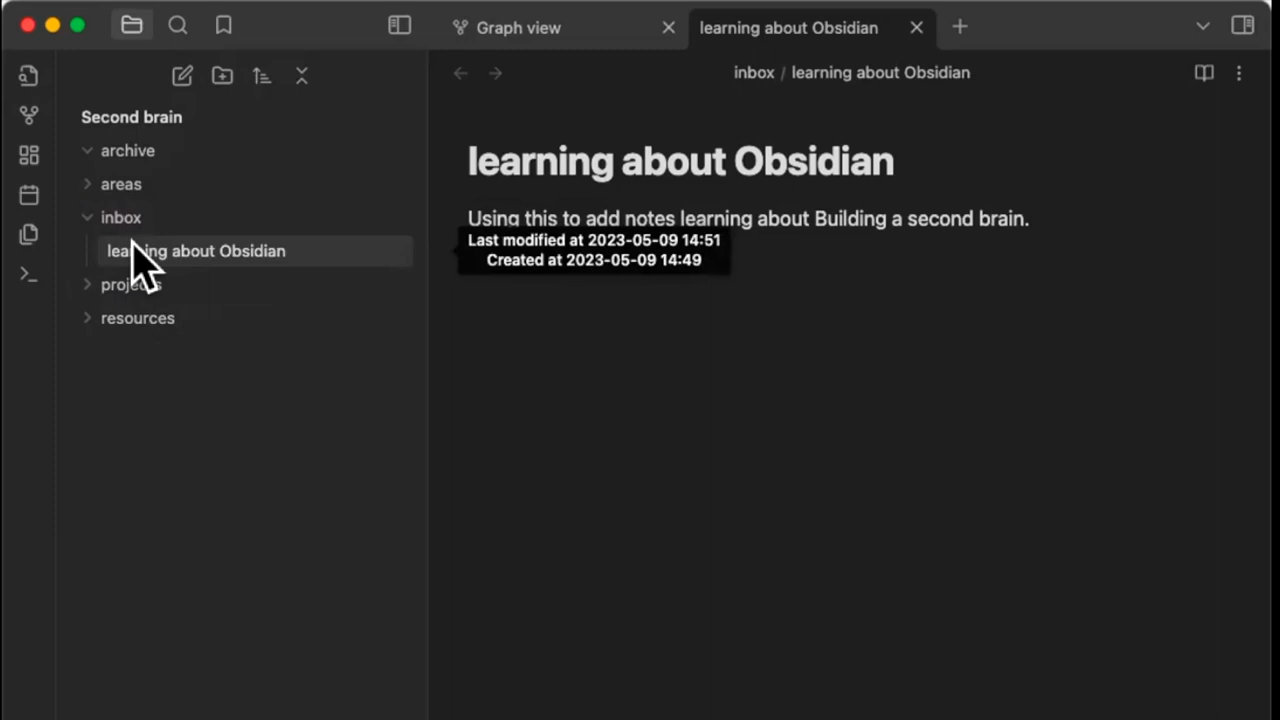 Graph view
learning about Obsidian
inbox / learning about Obsidian
Second brain
archive
areas
inbox
learning about Obsidian
projects
resources
learning about Obsidian
Using this to add notes learning about Building a second brain.
Last modified at 2023-05-09 14:51
Created at 2023-05-09 14:49